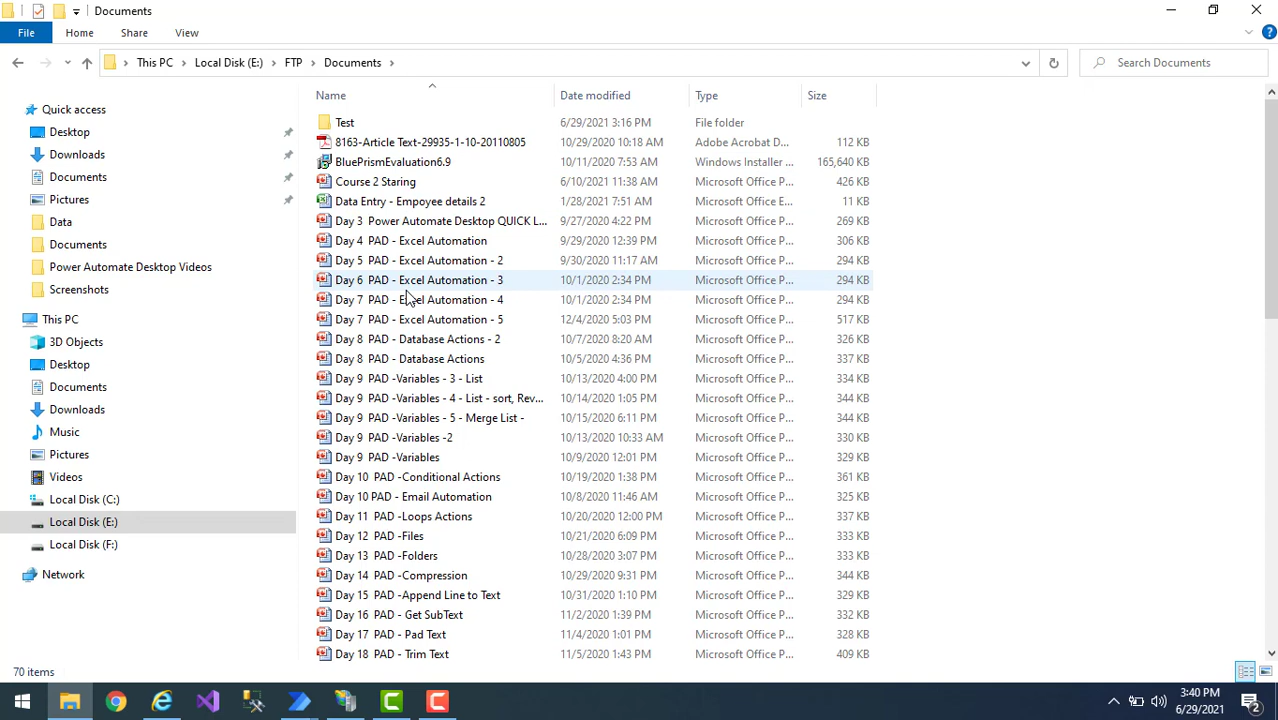 Documents
File Home Share View
This PC Local Disk (E:) FTP Documents Search Documents
Name Date modified Type Size
Quick access
Desktop
Downloads
Documents
Pictures
Data
Documents
Power Automate Desktop Videos
Screenshots
This PC
3D Objects
Desktop
Documents
Downloads
Music
Pictures
Videos
Local Disk (C:)
Local Disk (E:)
Local Disk (F:)
Network
Test 6/29/2021 3:16 PM File folder
8163-Article Text-29935-1-10-20110805 10/29/2020 10:18 AM Adobe Acrobat D... 112 KB
BluePrismEvaluation6.9 10/11/2020 7:53 AM Windows Installer ... 165,640 KB
Course 2 Staring 6/10/2021 11:38 AM Microsoft Office P... 426 KB
Data Entry - Empoyee details 2 1/28/2021 7:51 AM Microsoft Office E... 11 KB
Day 3 Power Automate Desktop QUICK L... 9/27/2020 4:22 PM Microsoft Office P... 269 KB
Day 4 PAD - Excel Automation 9/29/2020 12:39 PM Microsoft Office P... 306 KB
Day 5 PAD - Excel Automation - 2 9/30/2020 11:17 AM Microsoft Office P... 294 KB
Day 6 PAD - Excel Automation - 3 10/1/2020 2:34 PM Microsoft Office P... 294 KB
Day 7 PAD - Excel Automation - 4 10/1/2020 2:34 PM Microsoft Office P... 294 KB
Day 7 PAD - Excel Automation - 5 12/4/2020 5:03 PM Microsoft Office P... 517 KB
Day 8 PAD - Database Actions - 2 10/7/2020 8:20 AM Microsoft Office P... 326 KB
Day 8 PAD - Database Actions 10/5/2020 4:36 PM Microsoft Office P... 337 KB
Day 9 PAD -Variables - 3 - List 10/13/2020 4:00 PM Microsoft Office P... 334 KB
Day 9 PAD -Variables - 4 - List - sort, Rev... 10/14/2020 1:05 PM Microsoft Office P... 344 KB
Day 9 PAD -Variables - 5 - Merge List - 10/15/2020 6:11 PM Microsoft Office P... 344 KB
Day 9 PAD -Variables -2 10/13/2020 10:33 AM Microsoft Office P... 330 KB
Day 9 PAD -Variables 10/9/2020 12:01 PM Microsoft Office P... 329 KB
Day 10 PAD -Conditional Actions 10/19/2020 1:38 PM Microsoft Office P... 361 KB
Day 10 PAD - Email Automation 10/8/2020 11:46 AM Microsoft Office P... 325 KB
Day 11 PAD -Loops Actions 10/20/2020 12:00 PM Microsoft Office P... 337 KB
Day 12 PAD -Files 10/21/2020 6:09 PM Microsoft Office P... 333 KB
Day 13 PAD -Folders 10/28/2020 3:07 PM Microsoft Office P... 333 KB
Day 14 PAD -Compression 10/29/2020 9:31 PM Microsoft Office P... 344 KB
Day 15 PAD -Append Line to Text 10/31/2020 1:10 PM Microsoft Office P... 329 KB
Day 16 PAD - Get SubText 11/2/2020 1:39 PM Microsoft Office P... 332 KB
Day 17 PAD - Pad Text 11/4/2020 1:01 PM Microsoft Office P... 328 KB
Day 18 PAD - Trim Text 11/5/2020 1:43 PM Microsoft Office P... 409 KB
70 items
3:40 PM
6/29/2021
2